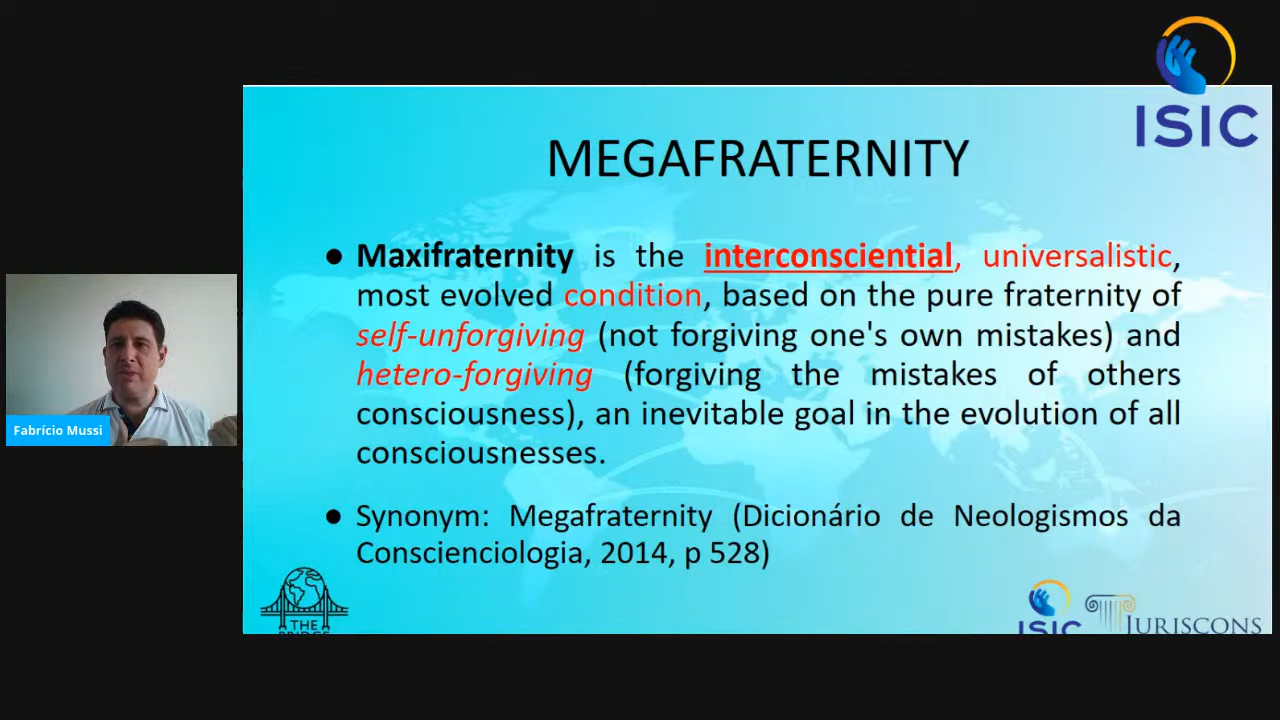 ISIC
MEGAFRATERNITY
● Maxifraternity is the interconsciential, universalistic,
most evolved condition, based on the pure fraternity of
self-unforgiving (not forgiving one's own mistakes) and
hetero-forgiving (forgiving the mistakes of others
consciousness), an inevitable goal in the evolution of all
consciousnesses.
Fabrício Mussi
● Synonym: Megafraternity (Dicionário de Neologismos da
Conscienciologia, 2014, p 528)
THE
BRIDGE
ISIC
JURISCONS